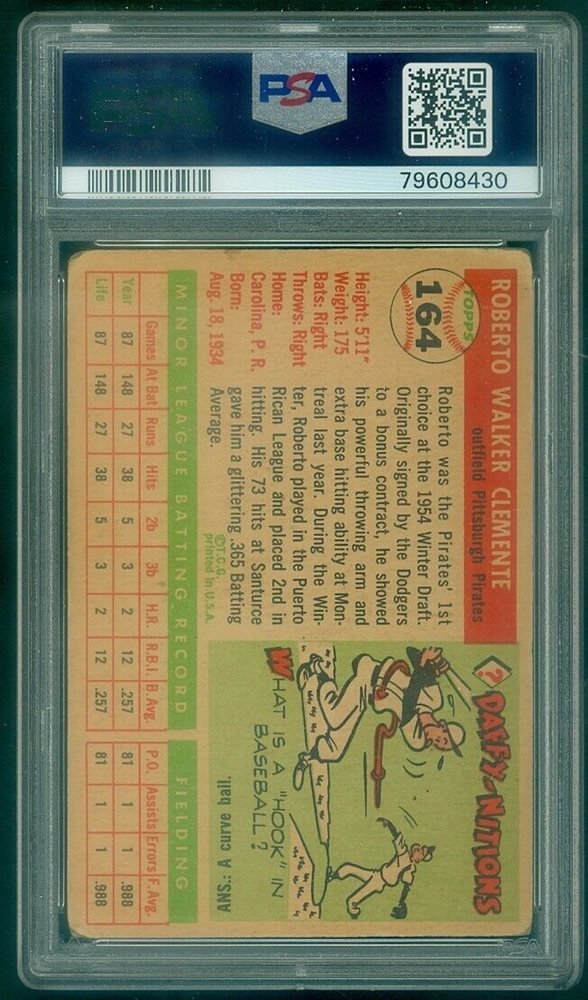 PSA
79608430
TOPPS
164
ROBERTO WALKER CLEMENTE
outfield Pittsburgh Pirates
Height: 5'11"
Weight: 175
Bats: Right
Throws: Right
Home:
Carolina, P. R.
Born:
Aug. 18, 1934
Roberto was the Pirates' 1st
choice at the 1954 Winter Draft.
Originally signed by the Dodgers
to a bonus contract, he showed
his powerful throwing arm and
extra base hitting ability at Mon-
treal last year. During the Win-
ter, Roberto played in the Puerto
Rican League and placed 2nd in
hitting. His 73 hits at Santurce
gave him a glittering .365 Batting
Average.
©T.C.G.
printed in U.S.A.
? DAFFY-NITIONS
WHAT IS A "HOOK" IN
BASEBALL?
ANS.: A curve ball.
MINOR LEAGUE BATTING RECORD FIELDING
Games At Bat Runs Hits 2b 3b H.R. R.B.I. B.Avg. P.O. Assists Errors F.Avg.
Year 87 148 27 38 5 3 2 12 .257 81 1 1 .988
Life 87 148 27 38 5 3 2 12 .257 81 1 1 .988
PSA